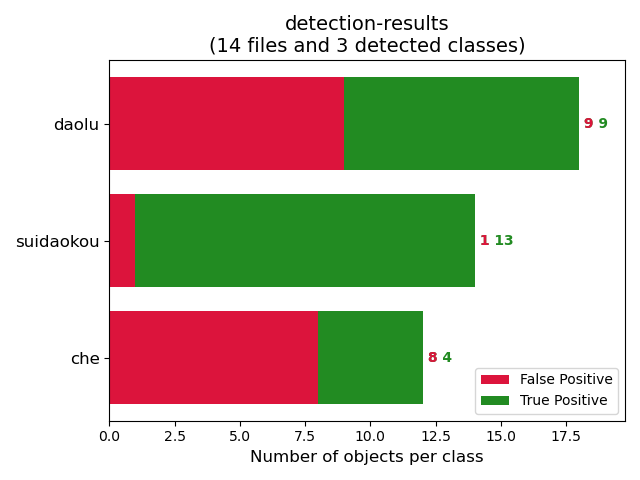 detection-results
(14 files and 3 detected classes)
daolu
9 9
suidaokou
1 13
che
8 4
False Positive
True Positive
0.0 2.5 5.0 7.5 10.0 12.5 15.0 17.5
Number of objects per class